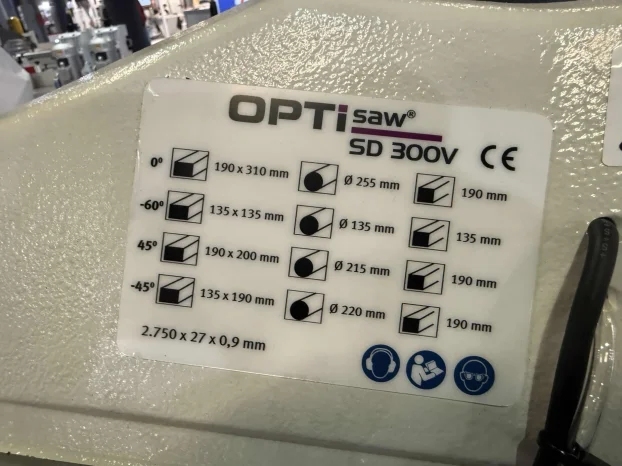 OPTi saw®
SD 300V CE
0° 190 x 310 mm Ø 255 mm 190 mm
-60° 135 x 135 mm Ø 135 mm 135 mm
45° 190 x 200 mm Ø 215 mm 190 mm
-45° 135 x 190 mm Ø 220 mm 190 mm
2.750 x 27 x 0,9 mm